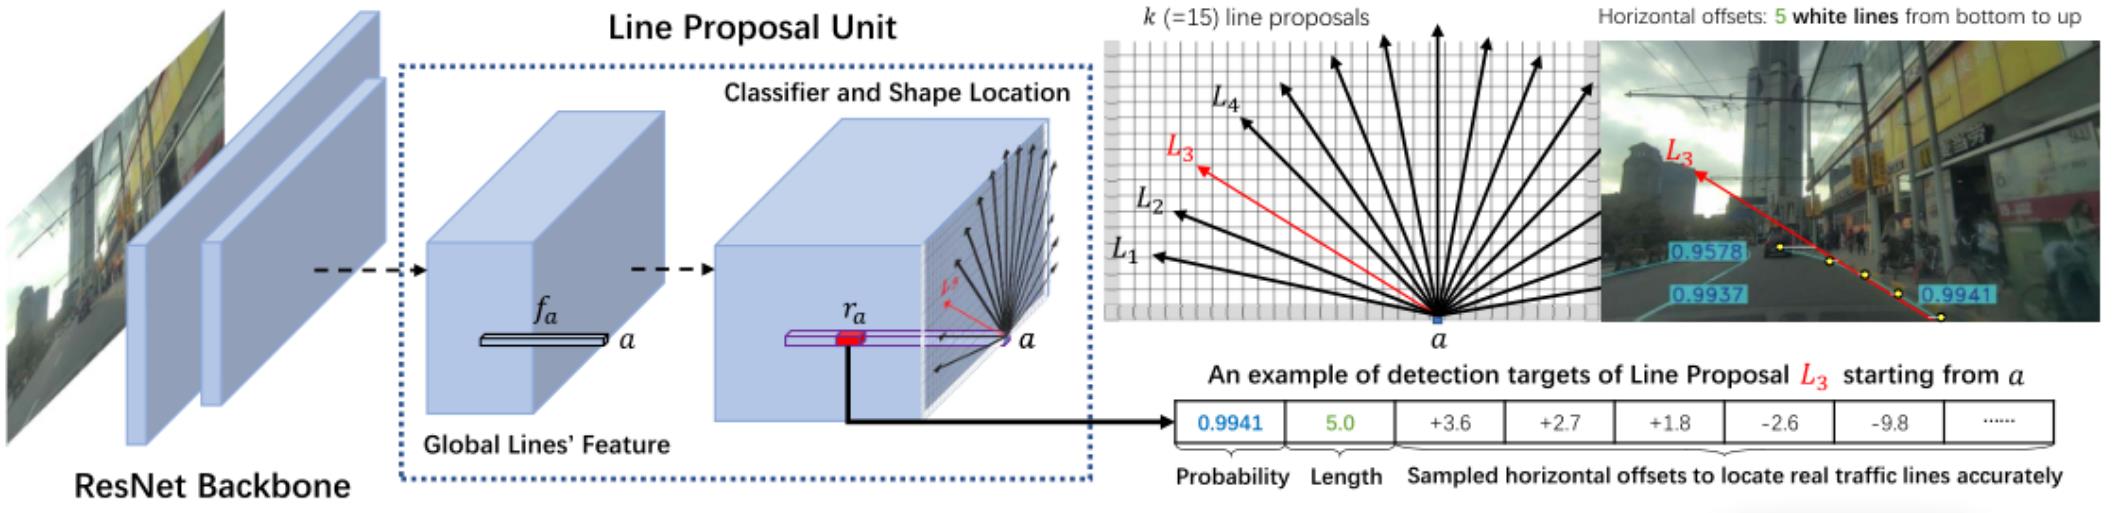 Line Proposal Unit
Classifier and Shape Location
f_a
a
r_a
a
L_3
Global Lines' Feature
ResNet Backbone
k (=15) line proposals
L_4
L_3
L_2
L_1
a
Horizontal offsets: 5 white lines from bottom to up
L_3
0.9578
0.9937
0.9941
An example of detection targets of Line Proposal L_3 starting from a
0.9941 5.0 +3.6 +2.7 +1.8 -2.6 -9.8 ······
Probability Length Sampled horizontal offsets to locate real traffic lines accurately